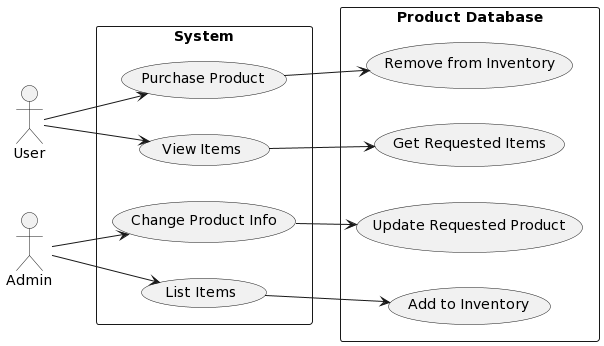 System
Product Database
Purchase Product
Remove from Inventory
User
View Items
Get Requested Items
Admin
Change Product Info
Update Requested Product
List Items
Add to Inventory